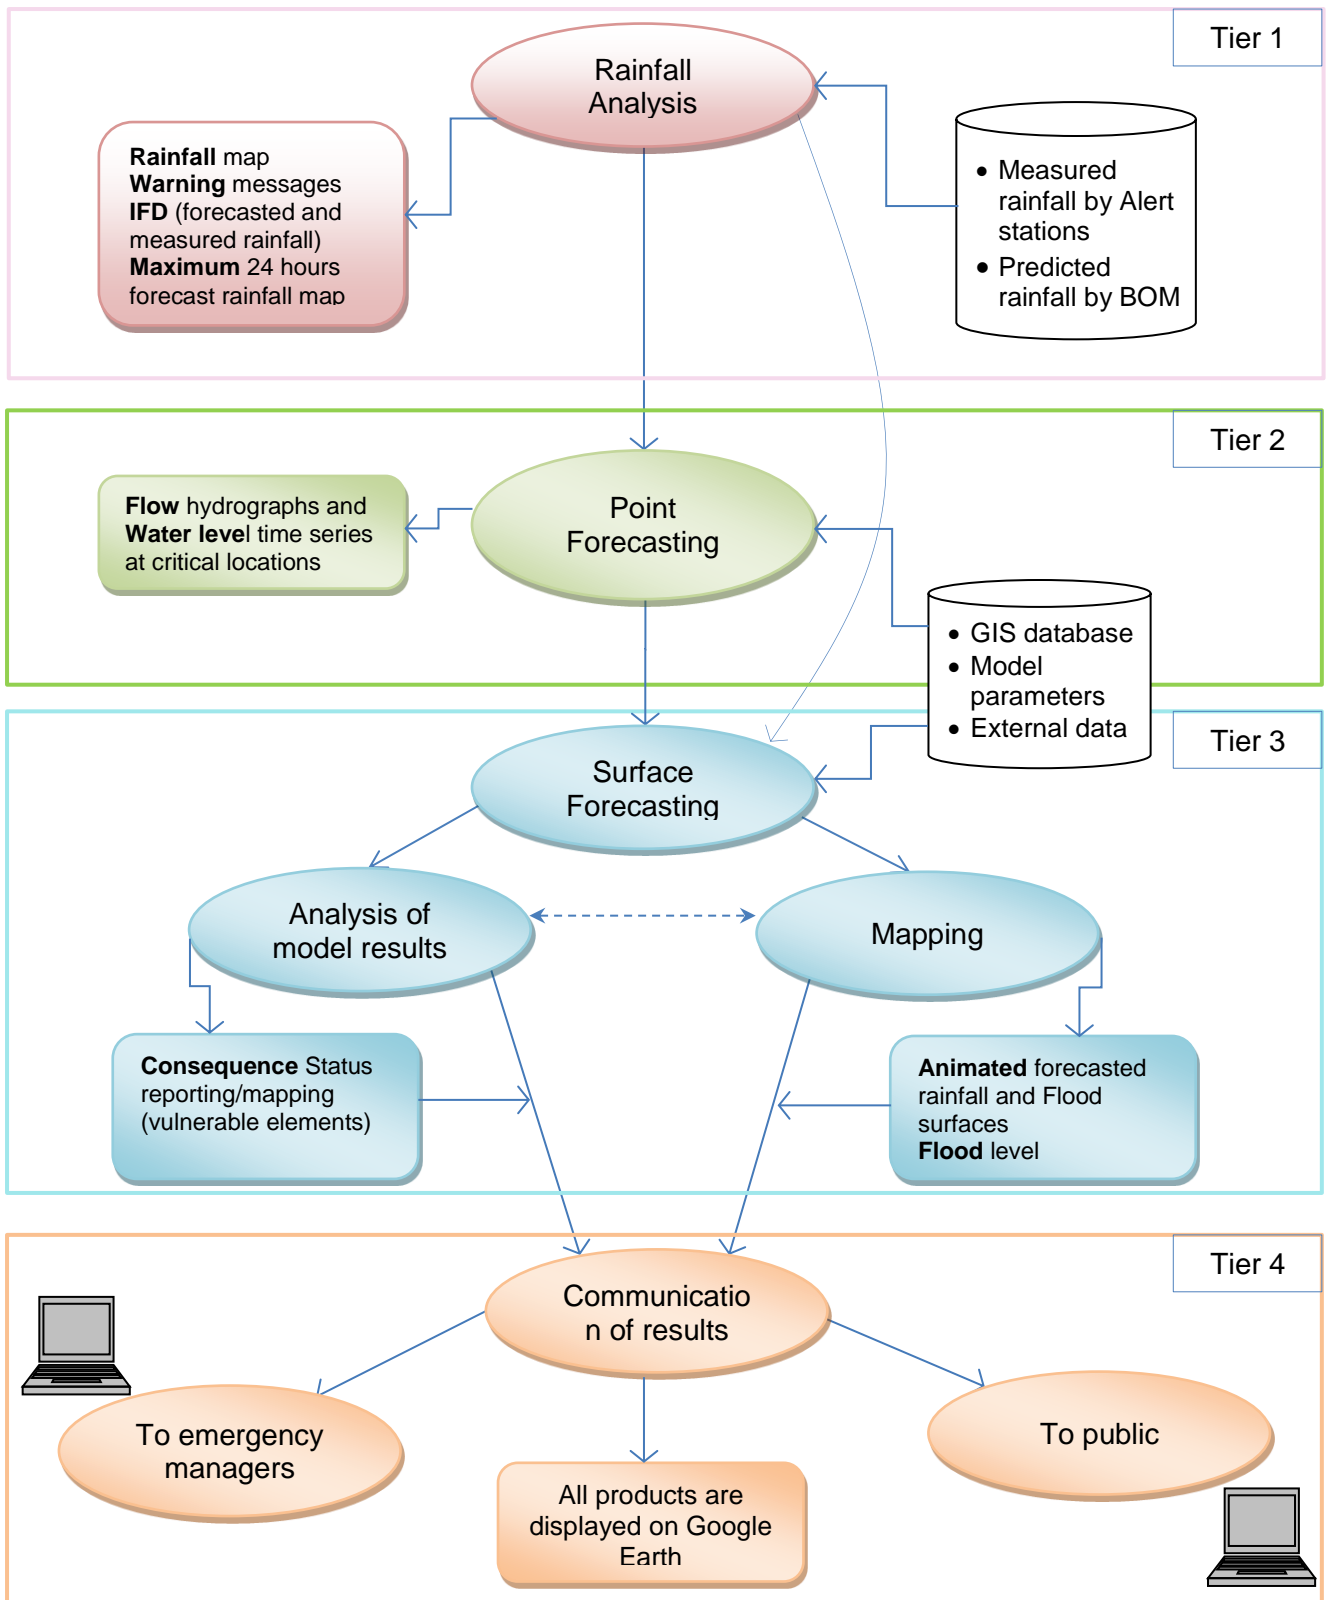 Tier 1
Rainfall
Analysis
Rainfall map
Warning messages
IFD (forecasted and
measured rainfall)
Maximum 24 hours
forecast rainfall map
• Measured
rainfall by Alert
stations
• Predicted
rainfall by BOM
Tier 2
Point
Forecasting
Flow hydrographs and
Water level time series
at critical locations
• GIS database
• Model
parameters
• External data
Tier 3
Surface
Forecasting
Analysis of
model results
Mapping
Consequence Status
reporting/mapping
(vulnerable elements)
Animated forecasted
rainfall and Flood
surfaces
Flood level
Tier 4
Communicatio
n of results
To emergency
managers
To public
All products are
displayed on Google
Earth